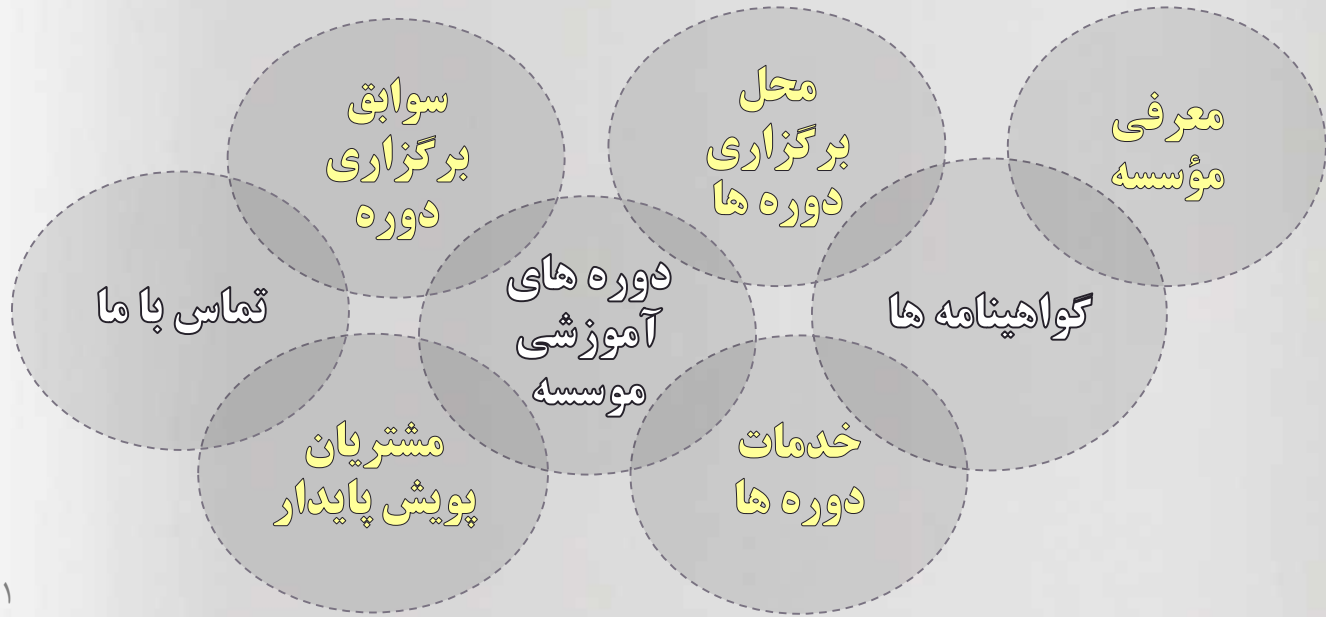 معرفی
مؤسسه
گواهینامه ها
محل
برگزاری
دوره ها
خدمات
دوره ها
دوره های
آموزشی
موسسه
سوابق
برگزاری
دوره
مشتریان
پویش پایدار
تماس با ما
۱